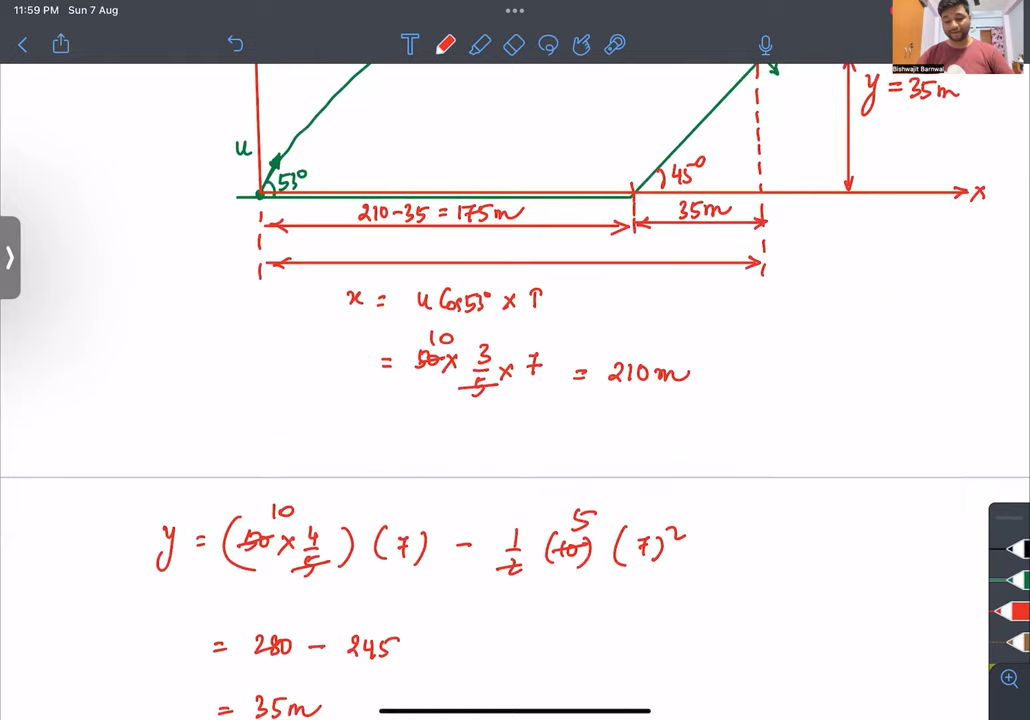 11:59 PM Sun 7 Aug
T
Bishwajit Barnwal
y = 35m
u
53°
45°
x
210-35 = 175m
35m
x = u Cos53° × T
10
= 50 × 3/5 × 7 = 210m
10 5
y = (50 × 4/5) (7) - 1/2 (10) (7)²
= 280 - 245
= 35m